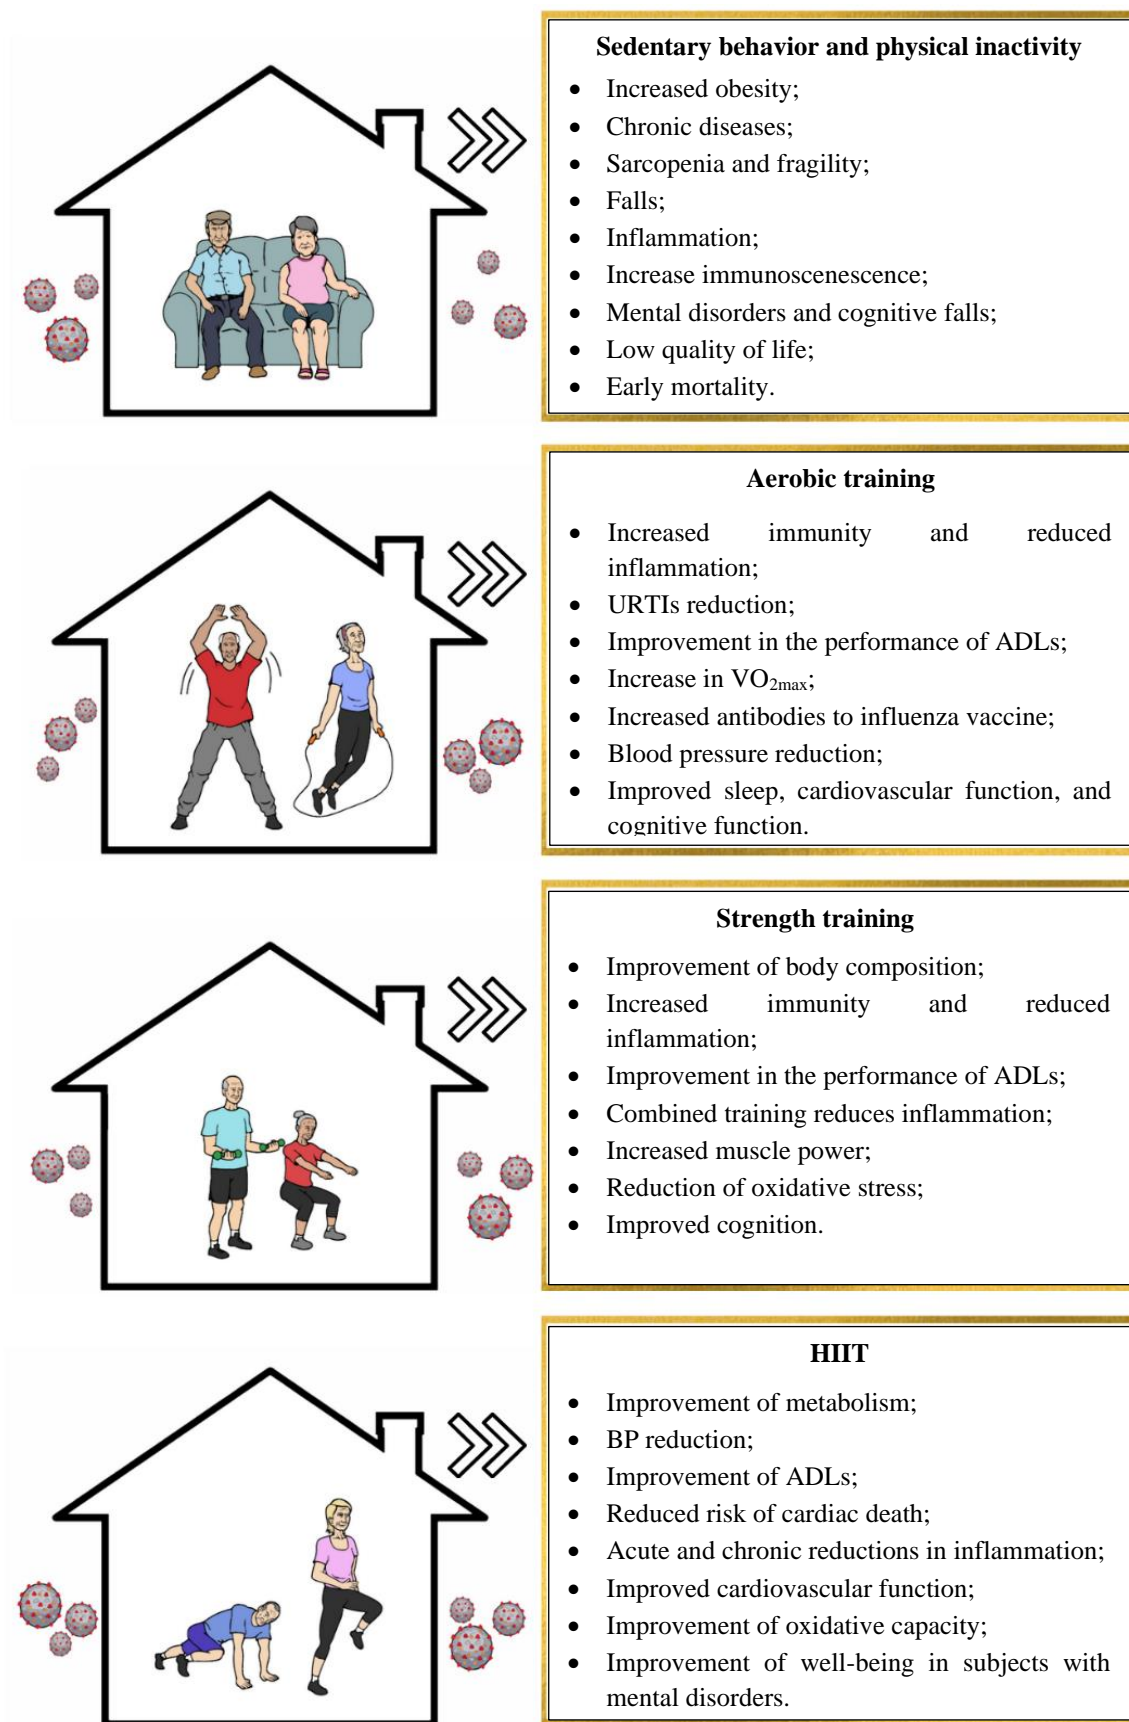 Sedentary behavior and physical inactivity
• Increased obesity;
• Chronic diseases;
• Sarcopenia and fragility;
• Falls;
• Inflammation;
• Increase immunoscenescence;
• Mental disorders and cognitive falls;
• Low quality of life;
• Early mortality.
Aerobic training
• Increased immunity and reduced
inflammation;
• URTIs reduction;
• Improvement in the performance of ADLs;
• Increase in VO2max;
• Increased antibodies to influenza vaccine;
• Blood pressure reduction;
• Improved sleep, cardiovascular function, and
cognitive function.
Strength training
• Improvement of body composition;
• Increased immunity and reduced
inflammation;
• Improvement in the performance of ADLs;
• Combined training reduces inflammation;
• Increased muscle power;
• Reduction of oxidative stress;
• Improved cognition.
HIIT
• Improvement of metabolism;
• BP reduction;
• Improvement of ADLs;
• Reduced risk of cardiac death;
• Acute and chronic reductions in inflammation;
• Improved cardiovascular function;
• Improvement of oxidative capacity;
• Improvement of well-being in subjects with
mental disorders.